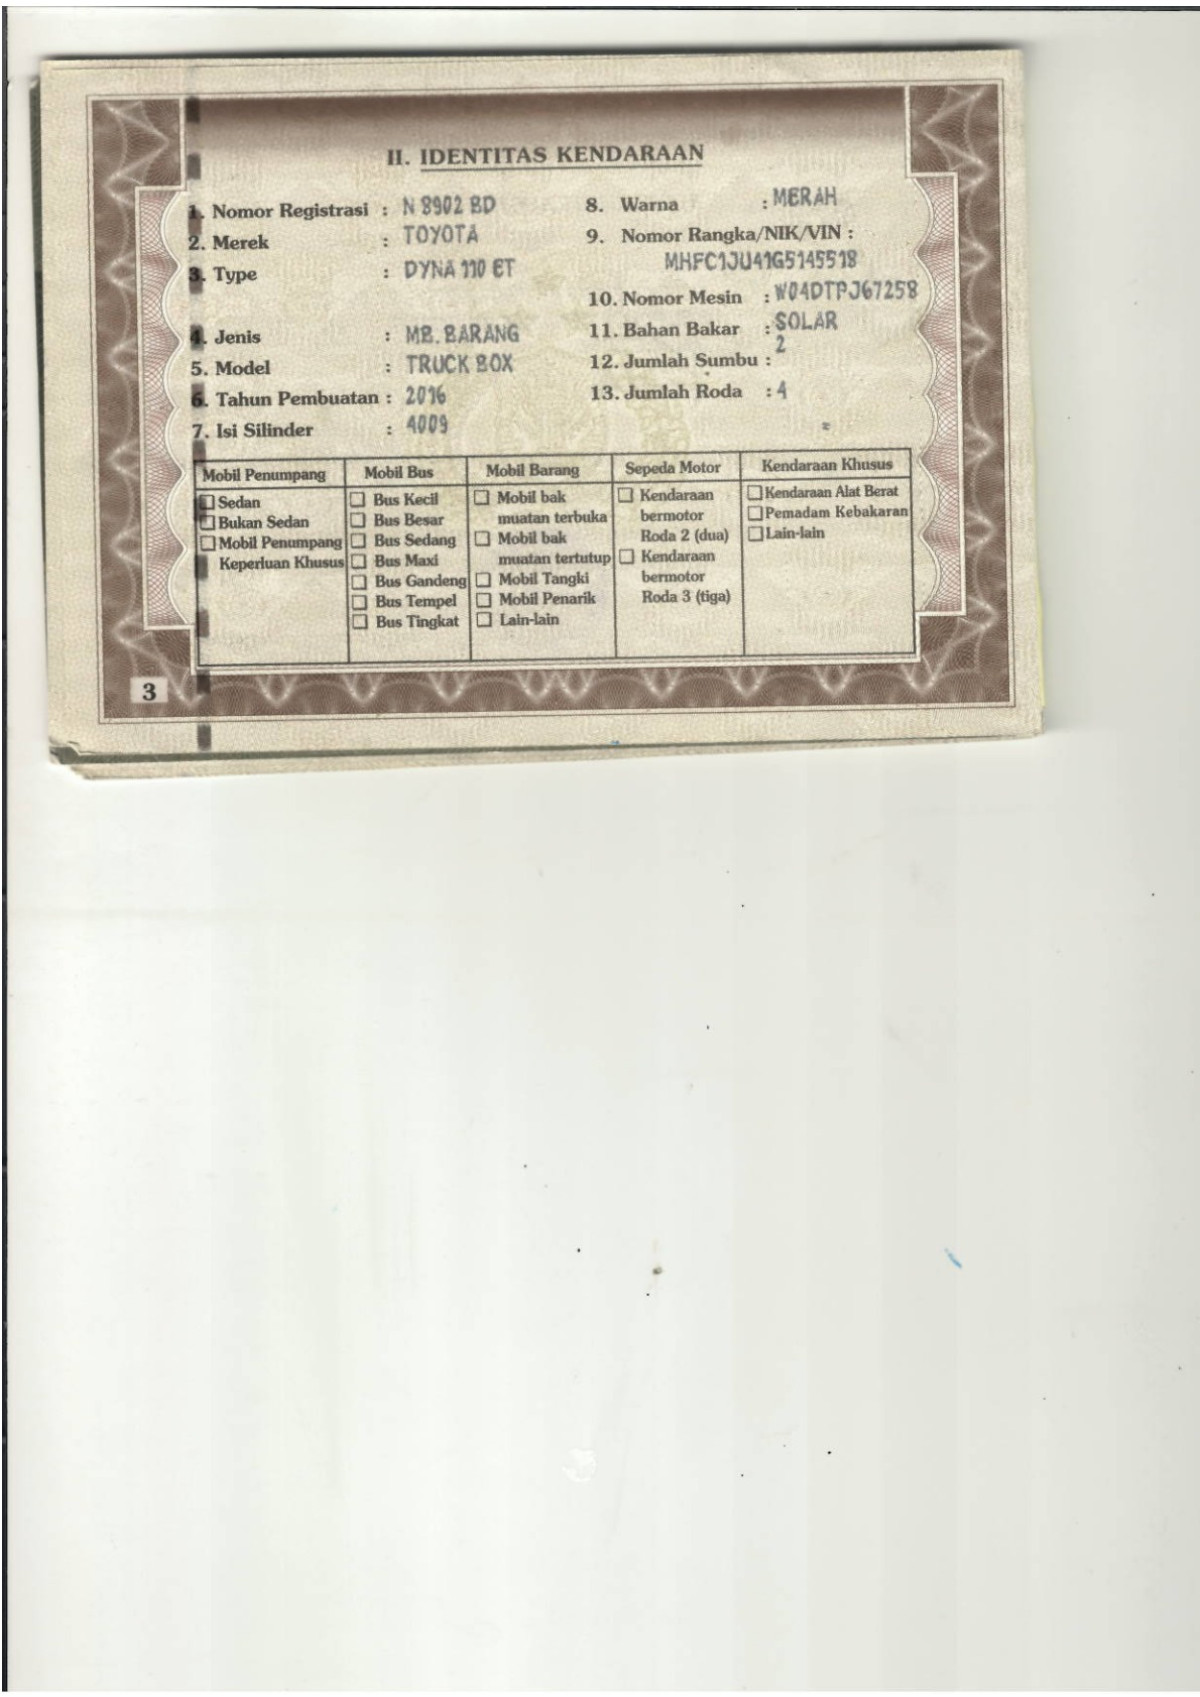 II. IDENTITAS KENDARAAN
1. Nomor Registrasi : N 8902 BD
2. Merek : TOYOTA
3. Type : DYNA 110 ET
4. Jenis : MB. BARANG
5. Model : TRUCK BOX
6. Tahun Pembuatan : 2016
7. Isi Silinder : 4009
8. Warna : MERAH
9. Nomor Rangka/NIK/VIN :
MHFC1JU41G5145518
10. Nomor Mesin : W04DTPJ67258
11. Bahan Bakar : SOLAR
12. Jumlah Sumbu : 2
13. Jumlah Roda : 4
Mobil Penumpang
Sedan
Bukan Sedan
Mobil Penumpang
Keperluan Khusus
Mobil Bus
Bus Kecil
Bus Besar
Bus Sedang
Bus Maxi
Bus Gandeng
Bus Tempel
Bus Tingkat
Mobil Barang
Mobil bak
muatan terbuka
Mobil bak
muatan tertutup
Mobil Tangki
Mobil Penarik
Lain-lain
Sepeda Motor
Kendaraan
bermotor
Roda 2 (dua)
Kendaraan
bermotor
Roda 3 (tiga)
Kendaraan Khusus
Kendaraan Alat Berat
Pemadam Kebakaran
Lain-lain
3